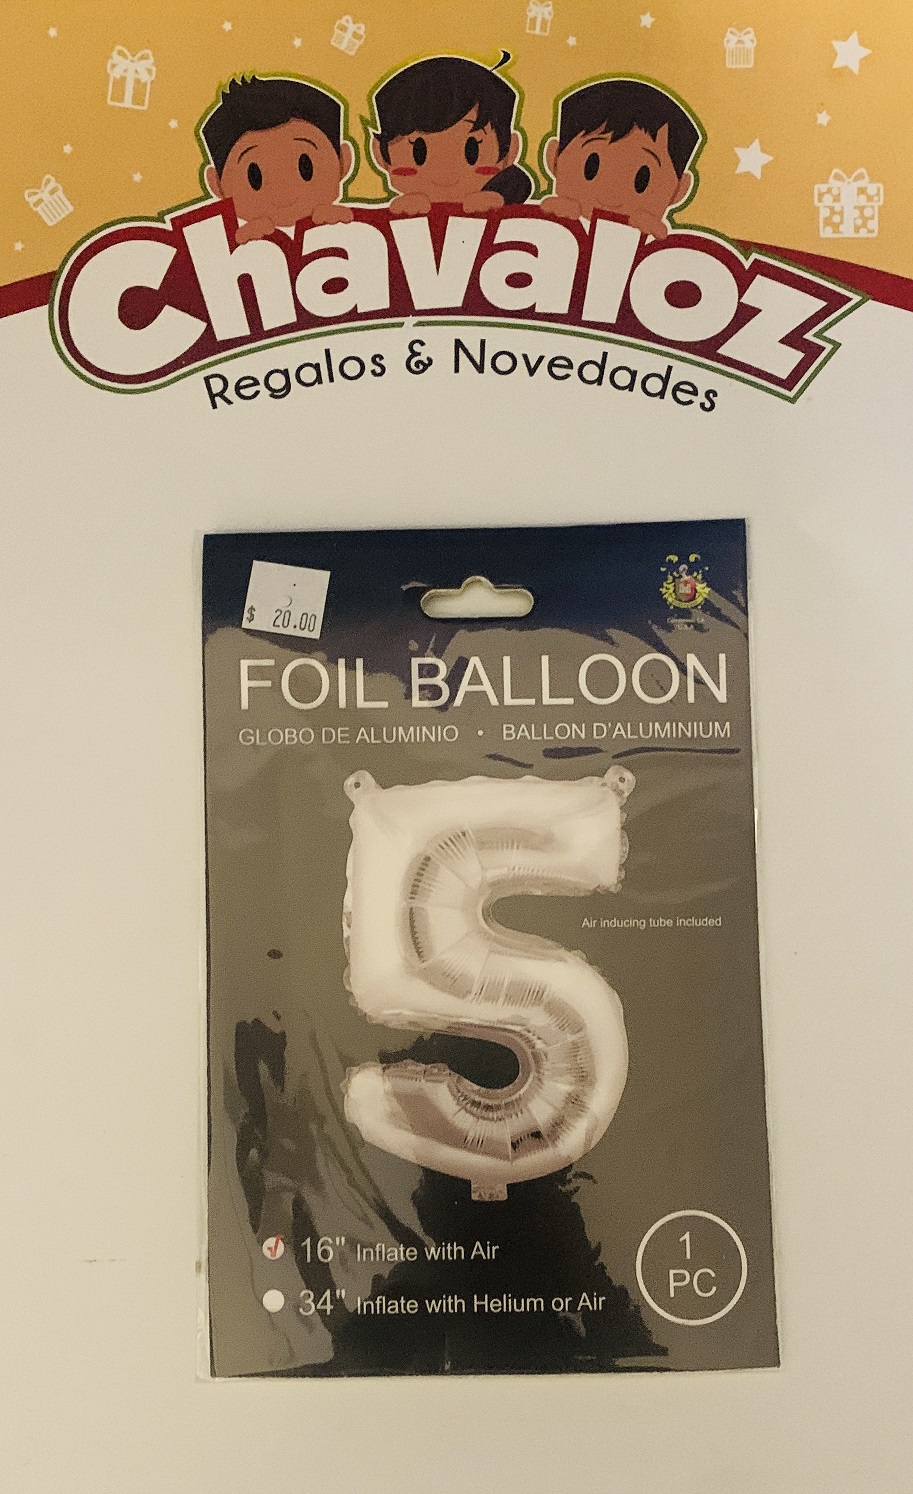 Chavaloz
Regalos & Novedades
$ 20.00
FOIL BALLOON
GLOBO DE ALUMINIO • BALLON D'ALUMINIUM
Air inducing tube included
16" Inflate with Air
34" Inflate with Helium or Air
1
PC